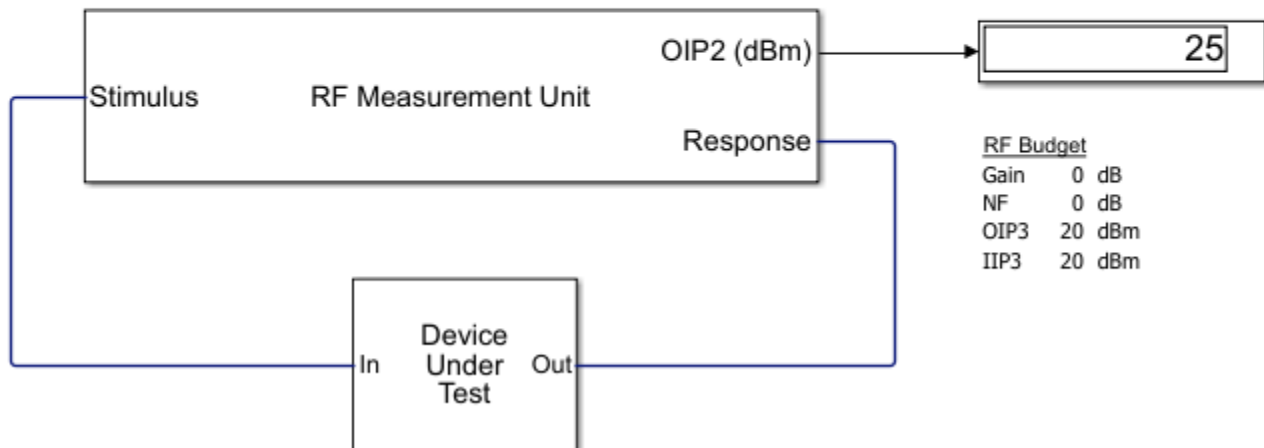 OIP2 (dBm)
25
Stimulus
RF Measurement Unit
Response
RF Budget
Gain 0 dB
NF 0 dB
OIP3 20 dBm
IIP3 20 dBm
Device
Under
Test
In
Out